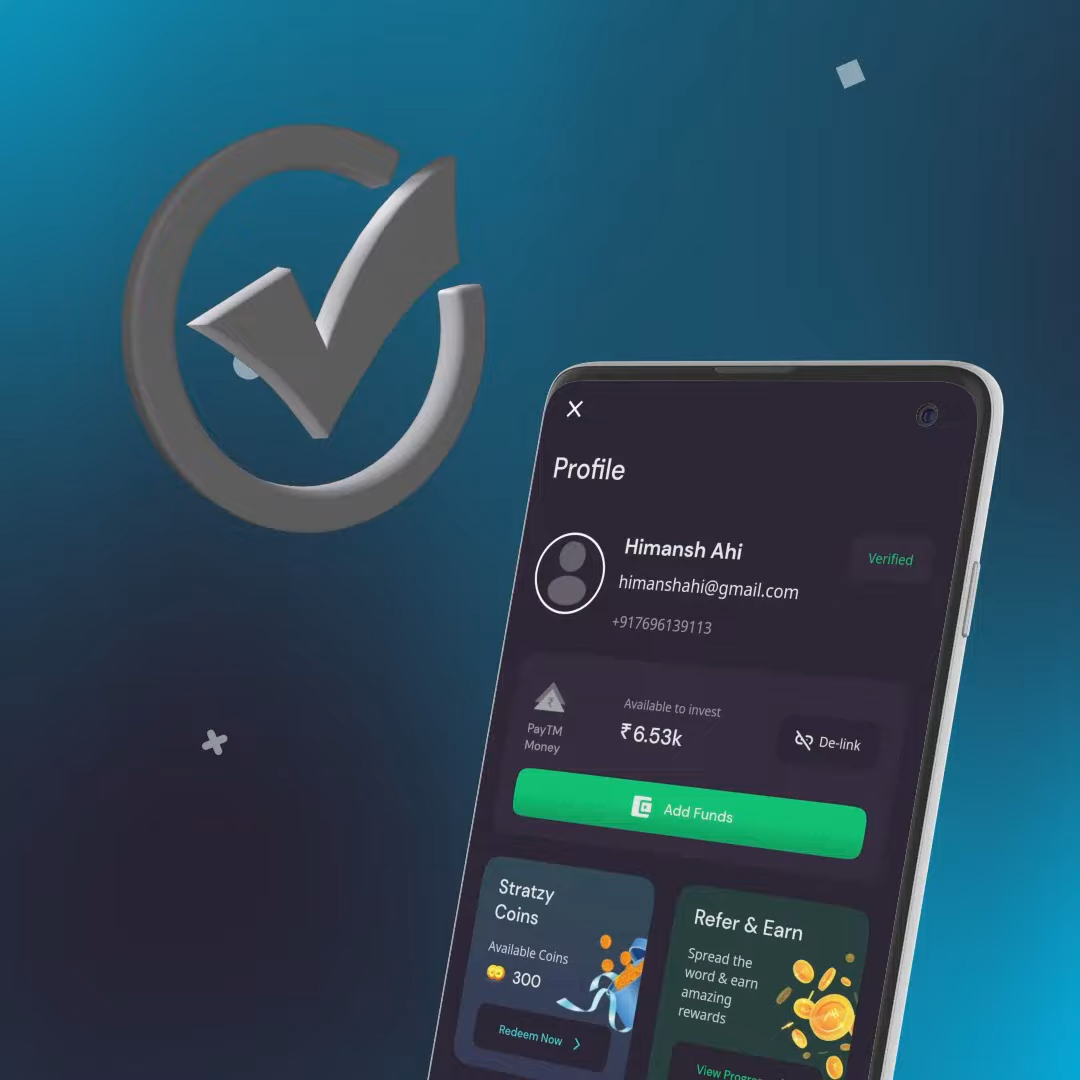 Profile
Himansh Ahi
Verified
himanshahi@gmail.com
+917696139113
PayTM
Money
Available to invest
₹6.53k
De-link
Add Funds
Stratzy
Coins
Available Coins
300
Redeem Now
Refer & Earn
Spread the
word & earn
amazing
rewards
View